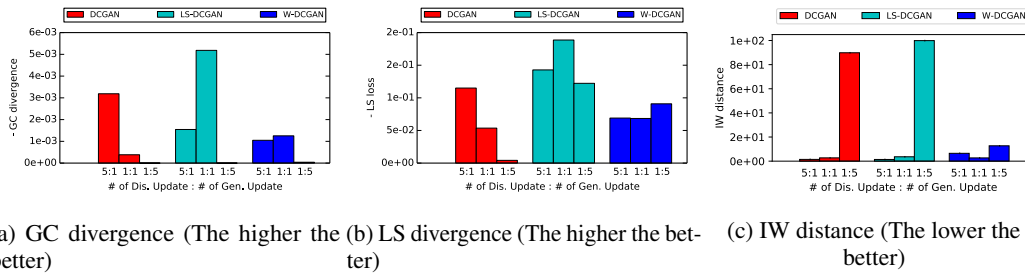 DCGAN LS-DCGAN W-DCGAN
6e-03
5e-03
4e-03
3e-03
2e-03
1e-03
0e+00
- GC divergence
5:1 1:1 1:5 5:1 1:1 1:5 5:1 1:1 1:5
# of Dis. Update : # of Gen. Update
DCGAN LS-DCGAN W-DCGAN
2e-01
2e-01
1e-01
5e-02
0e+00
- LS loss
5:1 1:1 1:5 5:1 1:1 1:5 5:1 1:1 1:5
# of Dis. Update : # of Gen. Update
DCGAN LS-DCGAN W-DCGAN
1e+02
8e+01
6e+01
4e+01
2e+01
0e+00
IW distance
5:1 1:1 1:5 5:1 1:1 1:5 5:1 1:1 1:5
# of Dis. Update : # of Gen. Update
a) GC divergence (The higher the
etter)
(b) LS divergence (The higher the bet-
ter)
(c) IW distance (The lower the
better)